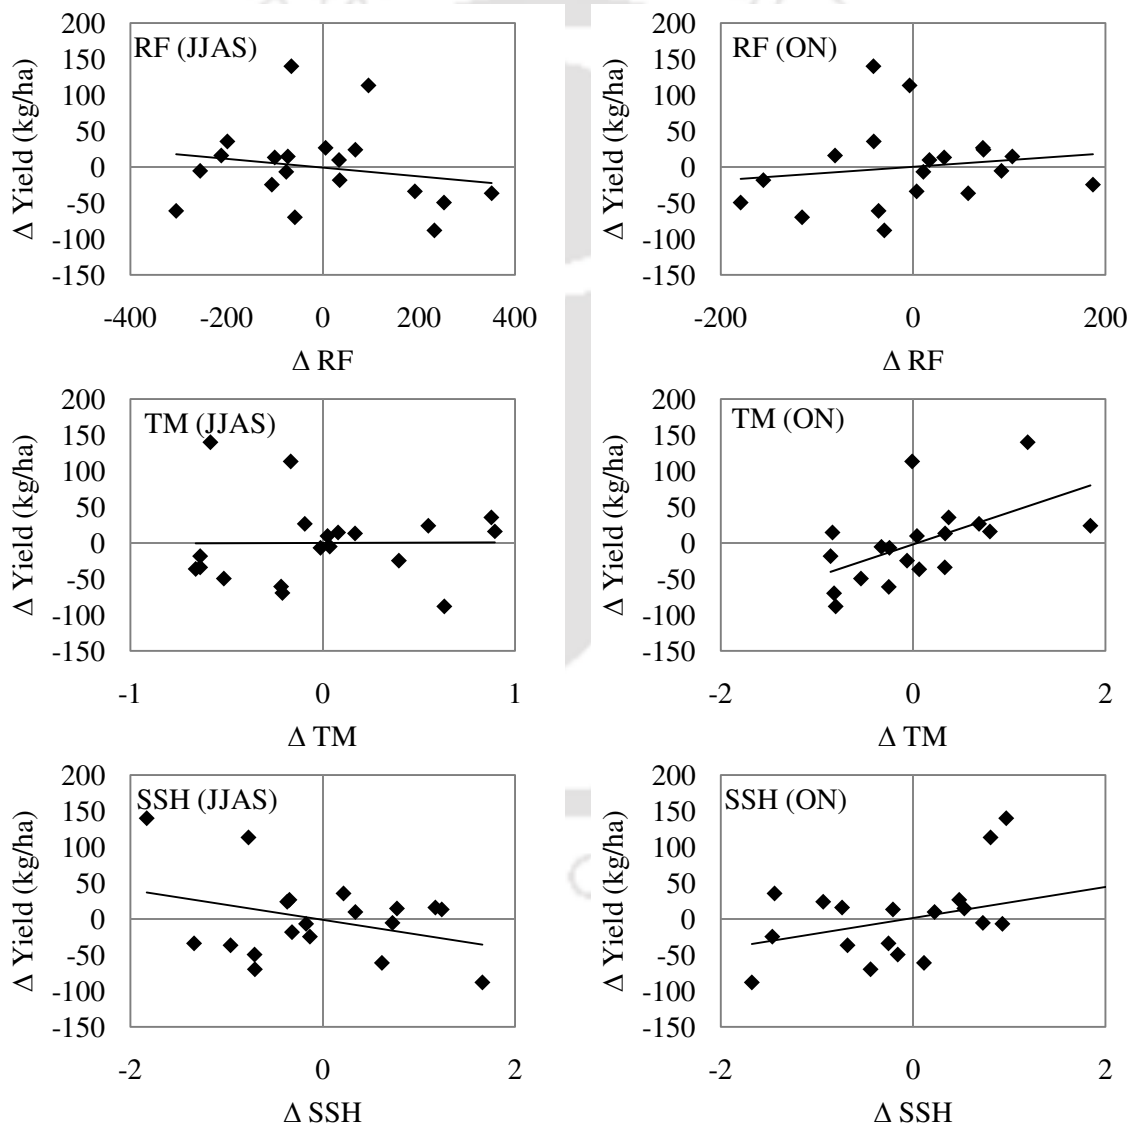 RF (JJAS)
200
150
100
50
0
-50
-100
-150
Δ Yield (kg/ha)
-400 -200 0 200 400
Δ RF
RF (ON)
200
150
100
50
0
-50
-100
-150
Δ Yield (kg/ha)
-200 0 200
Δ RF
TM (JJAS)
200
150
100
50
0
-50
-100
-150
Δ Yield (kg/ha)
-1 0 1
Δ TM
TM (ON)
200
150
100
50
0
-50
-100
-150
Δ Yield (kg/ha)
-2 0 2
Δ TM
SSH (JJAS)
200
150
100
50
0
-50
-100
-150
Δ Yield (kg/ha)
-2 0 2
Δ SSH
SSH (ON)
200
150
100
50
0
-50
-100
-150
Δ Yield (kg/ha)
-2 0 2
Δ SSH